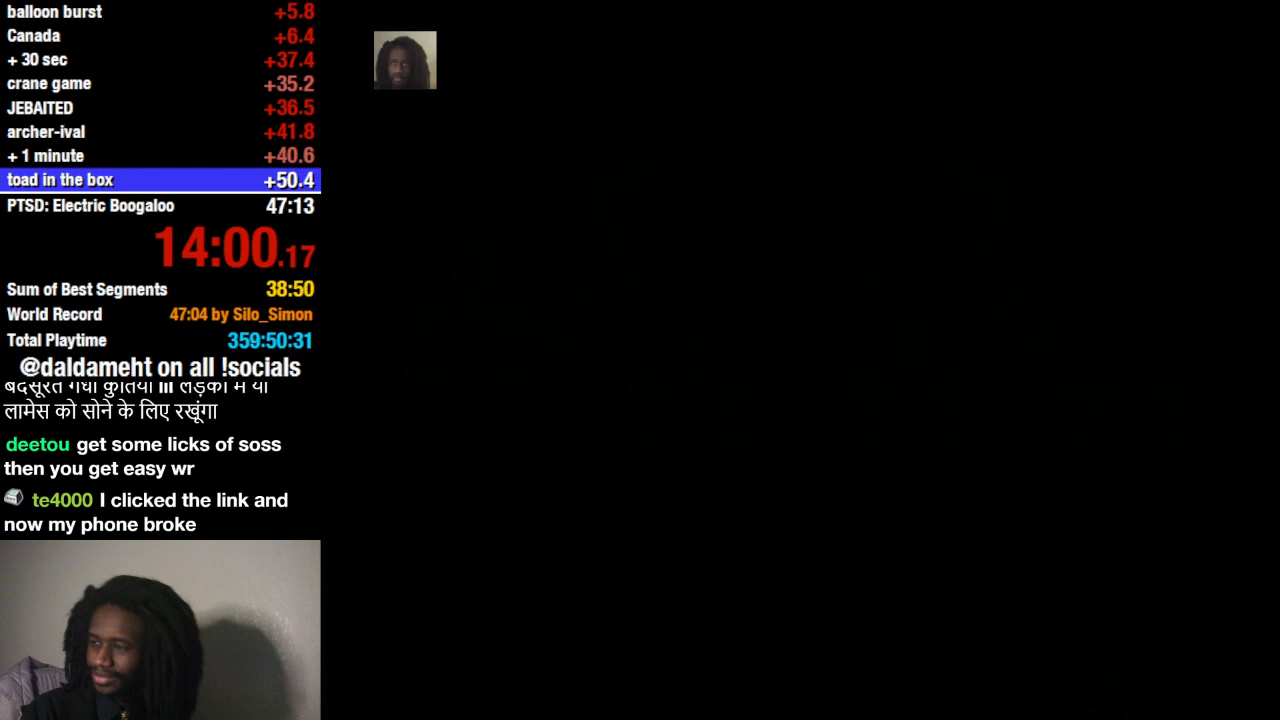 balloon burst +5.8
Canada +6.4
+ 30 sec +37.4
crane game +35.2
JEBAITED +36.5
archer-ival +41.8
+ 1 minute +40.6
toad in the box +50.4
PTSD: Electric Boogaloo 47:13
14:00.17
Sum of Best Segments 38:50
World Record 47:04 by Silo_Simon
Total Playtime 359:50:31
@daldameht on all !socials
लामेस को सोने के लिए रखूंगा
deetou get some licks of soss
then you get easy wr
te4000 I clicked the link and
now my phone broke